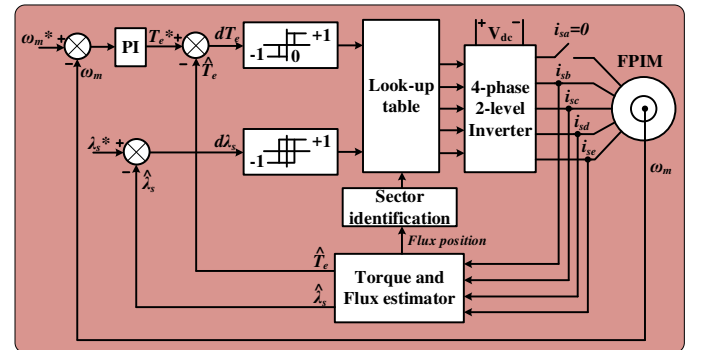 ωm* + − ωm
PI
Te* + − T̂e
dTe
+1
-1 0
λs* + − λ̂s
dλs
+1
-1
Look-up
table
+ Vdc −
4-phase
2-level
Inverter
isa=0
isb
isc
isd
ise
FPIM
ωm
Sector
identification
Flux position
T̂e
λ̂s
Torque and
Flux estimator